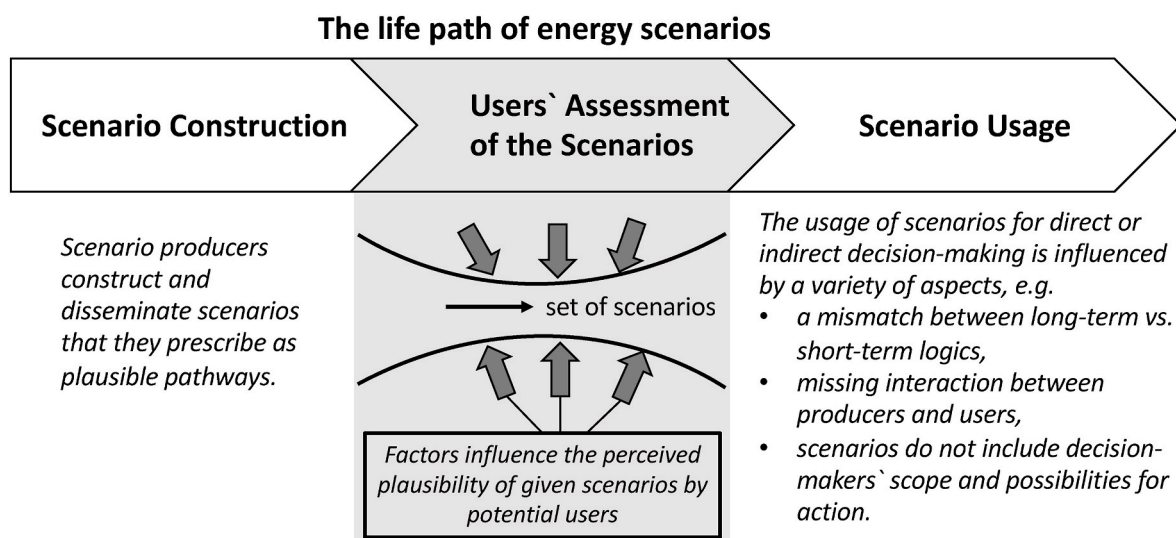 The life path of energy scenarios
Scenario Construction
Users` Assessment
of the Scenarios
Scenario Usage
Scenario producers
construct and
disseminate scenarios
that they prescribe as
plausible pathways.
set of scenarios
Factors influence the perceived
plausibility of given scenarios by
potential users
The usage of scenarios for direct or
indirect decision-making is influenced
by a variety of aspects, e.g.
• a mismatch between long-term vs.
short-term logics,
• missing interaction between
producers and users,
• scenarios do not include decision-
makers` scope and possibilities for
action.